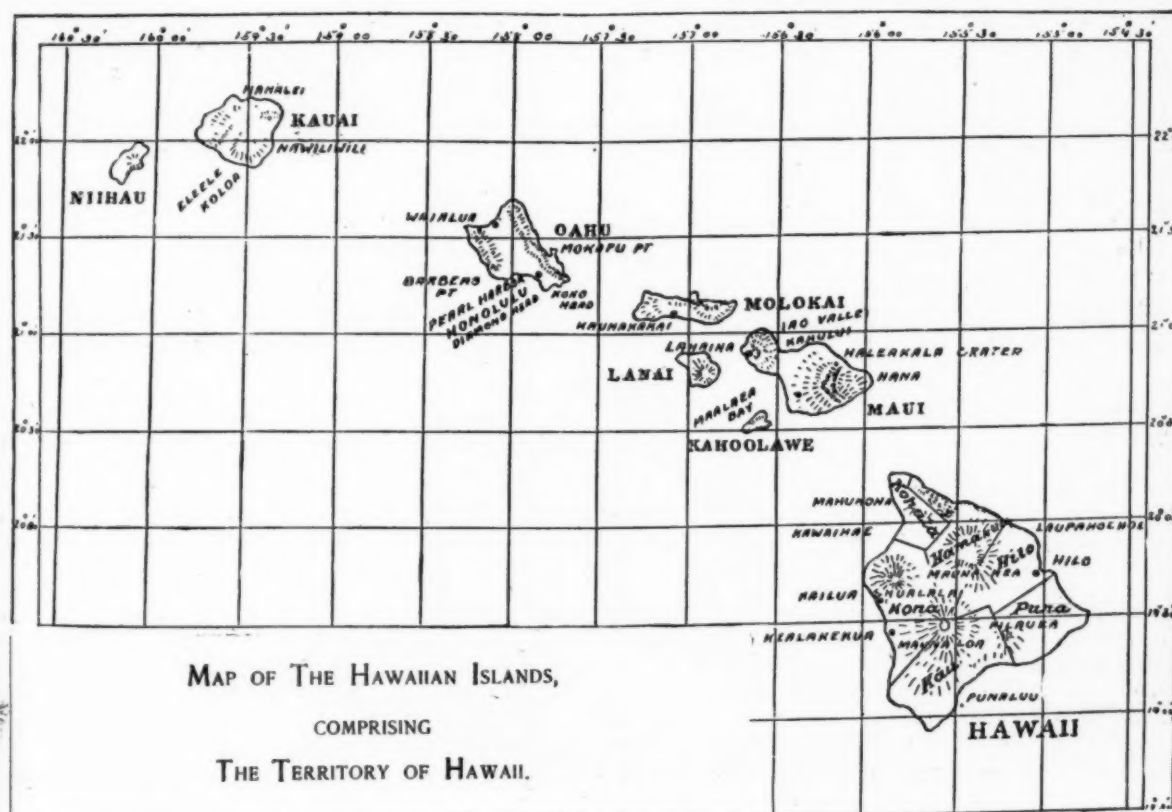 160°30' 160°00 159°30' 158°30' 157°30 157°00 156°30 156°00 155°30' 155°00 154°30
HANALEI
KAUAI
22°0'
NAWILIWILI
NIIHAU
ELEELE
KOLOA
WAIALUA
OAHU
MOKAPU PT
BARBERS
PT
PEARL HARBOR
HONOLULU
DIAMOND HEAD
KOKO
HEAD
MOLOKAI
KAUNAKAKAI
IAO VALLEY
KAHULUI
LAHAINA
HALEAKALA CRATER
LANAI
HANA
MAALAEA
BAY
MAUI
KAHOOLAWE
MAHUKONA
Kohala
KAWAIHAE
LAUPAHOEHOE
Hamakua
Hilo
HILO
MAUNA KEA
HUALALAI
KAILUA
Kona
Puna
KILAUEA
KEALAKEKUA
MAUNA LOA
Kau
PUNALUU
HAWAII
MAP OF THE HAWAIIAN ISLANDS,
COMPRISING
THE TERRITORY OF HAWAII.